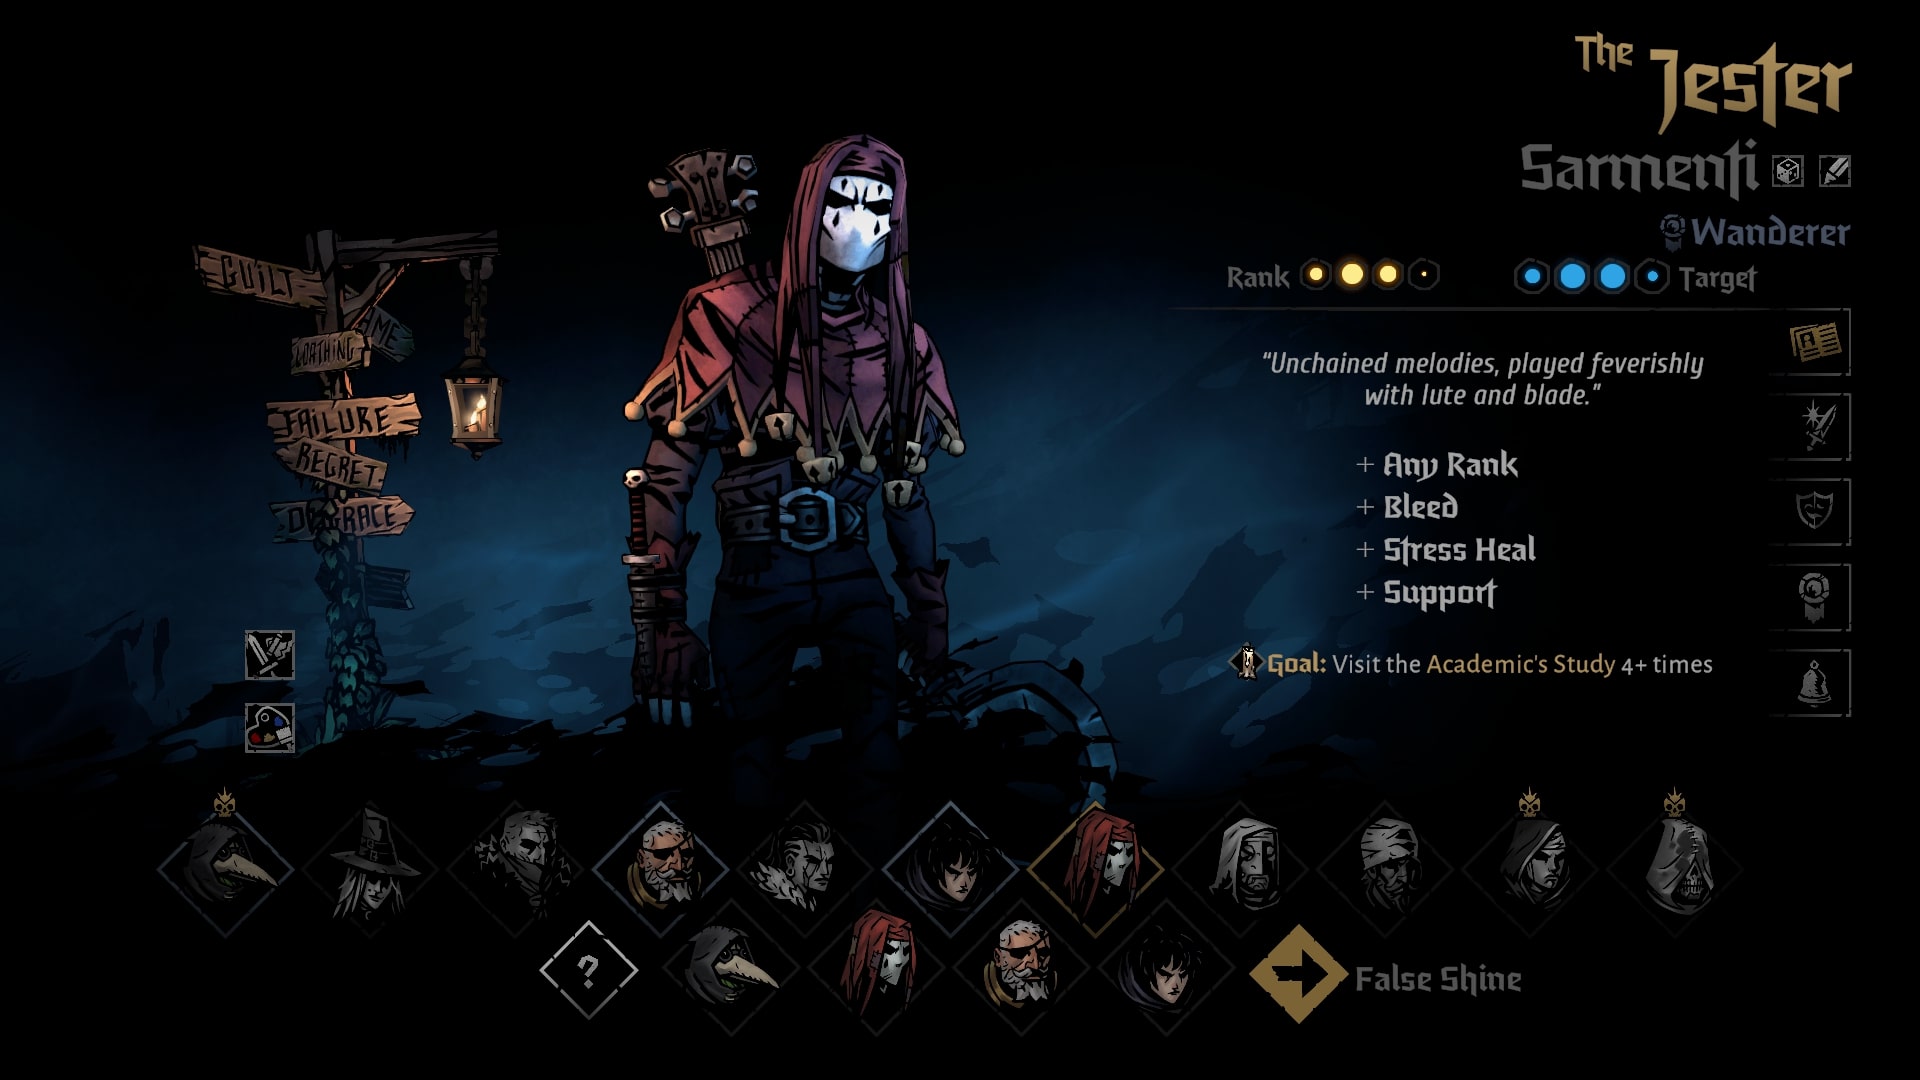 The Jester
Sarmenti
Wanderer
Rank
Target
"Unchained melodies, played feverishly
with lute and blade."
+ Any Rank
+ Bleed
+ Stress Heal
+ Support
Goal: Visit the Academic's Study 4+ times
GUILT
LOATHING
FAILURE
REGRET
?
False Shine